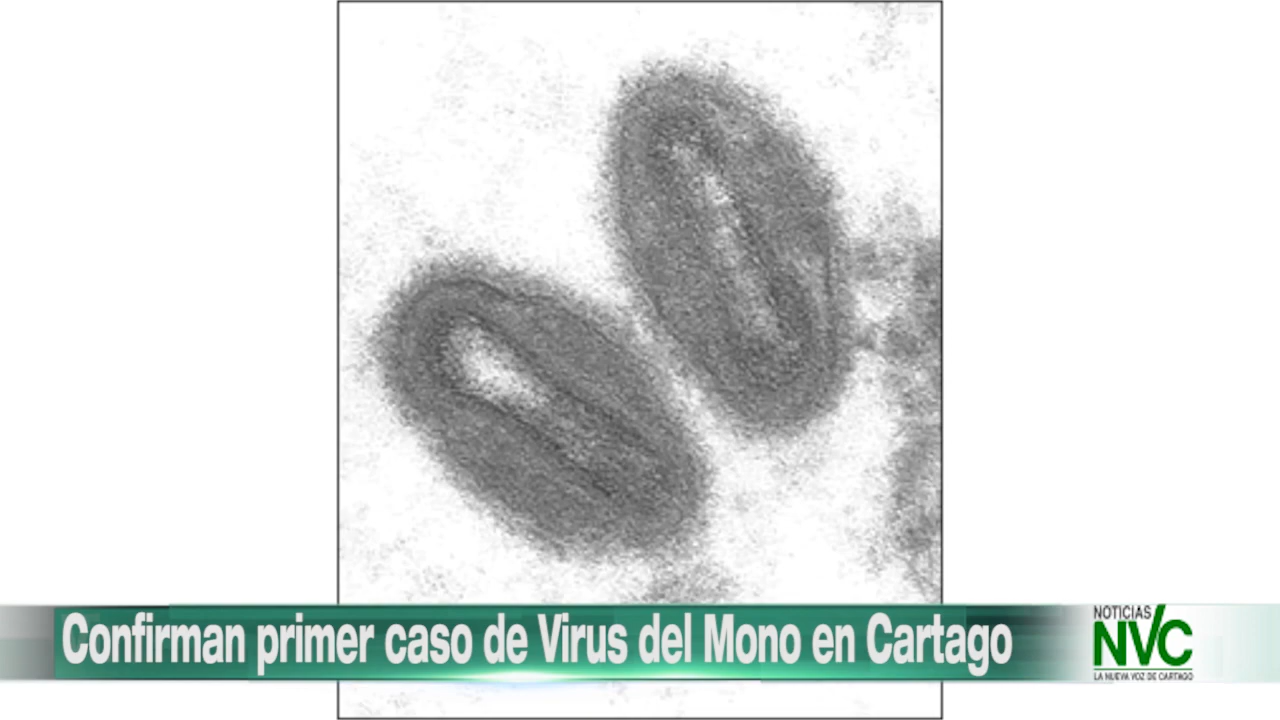 Confirman primer caso de Virus del Mono en Cartago
NOTICIAS
NVC
LA NUEVA VOZ DE CARTAGO